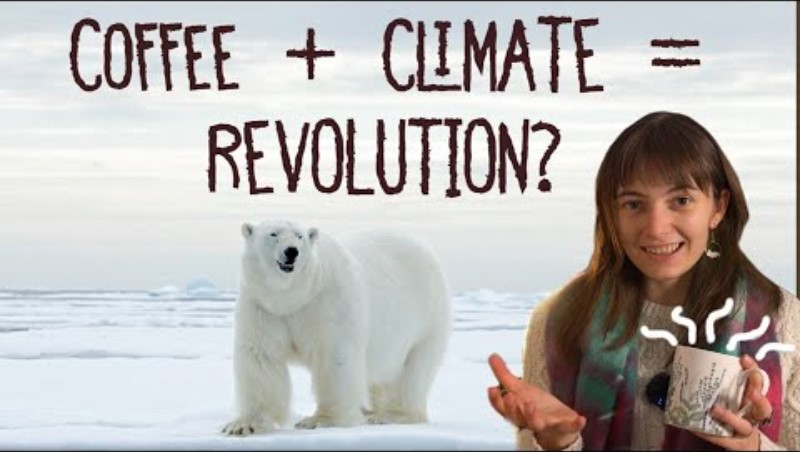 COFFEE + CLIMATE =
REVOLUTION?